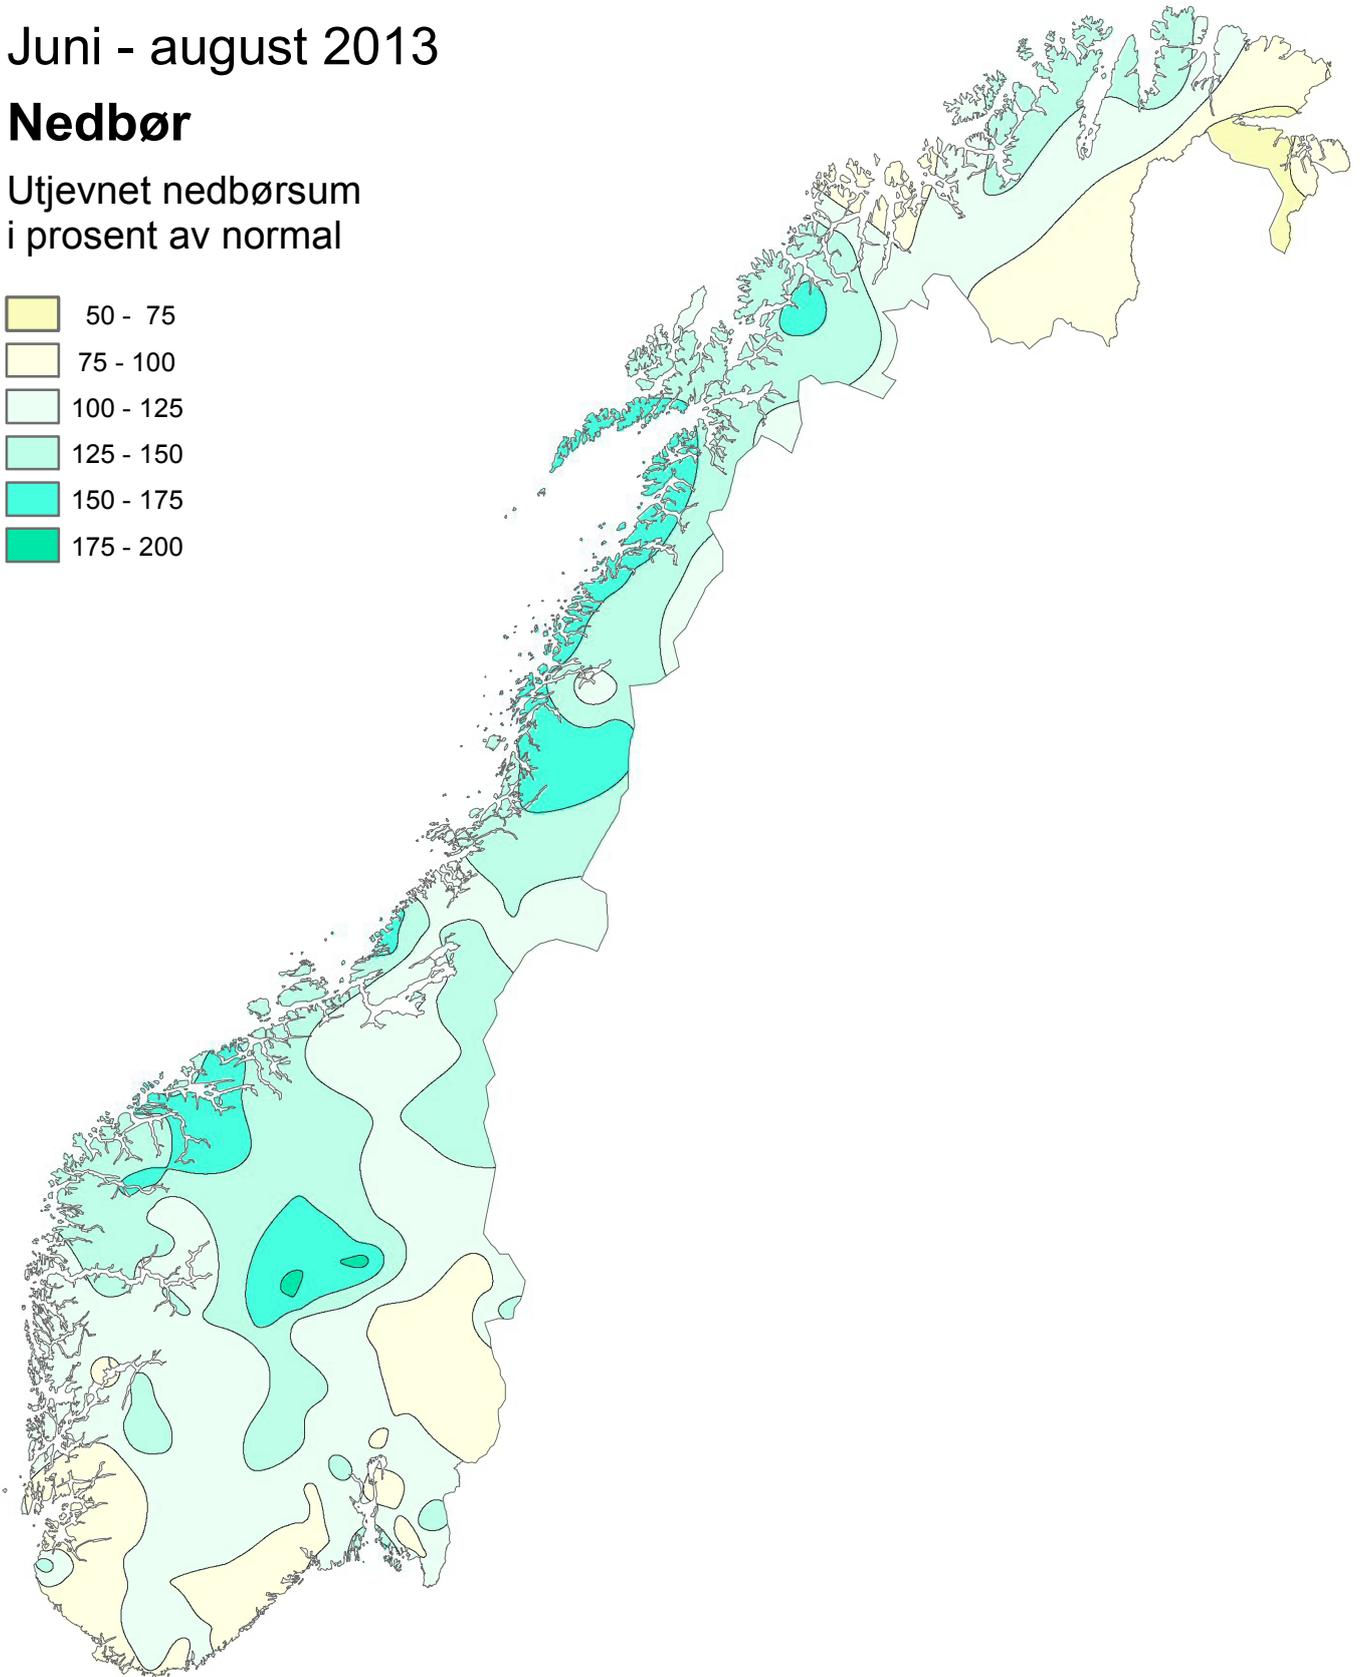 Juni - august 2013
Nedbør
Utjevnet nedbørsum
i prosent av normal
50 - 75
75 - 100
100 - 125
125 - 150
150 - 175
175 - 200